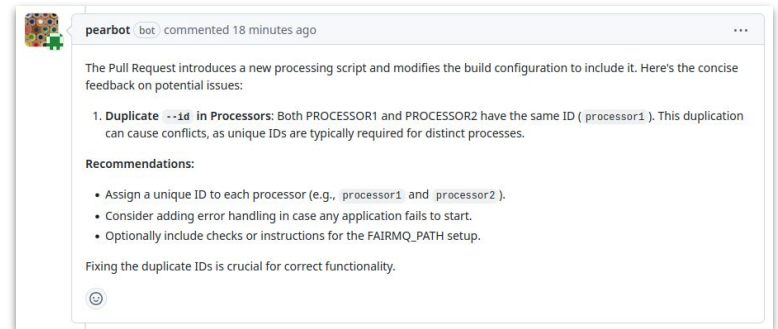 pearbot bot commented 18 minutes ago
The Pull Request introduces a new processing script and modifies the build configuration to include it. Here's the concise
feedback on potential issues:
1. Duplicate --id in Processors: Both PROCESSOR1 and PROCESSOR2 have the same ID ( processor1 ). This duplication
can cause conflicts, as unique IDs are typically required for distinct processes.
Recommendations:
• Assign a unique ID to each processor (e.g., processor1 and processor2 ).
• Consider adding error handling in case any application fails to start.
• Optionally include checks or instructions for the FAIRMQ_PATH setup.
Fixing the duplicate IDs is crucial for correct functionality.